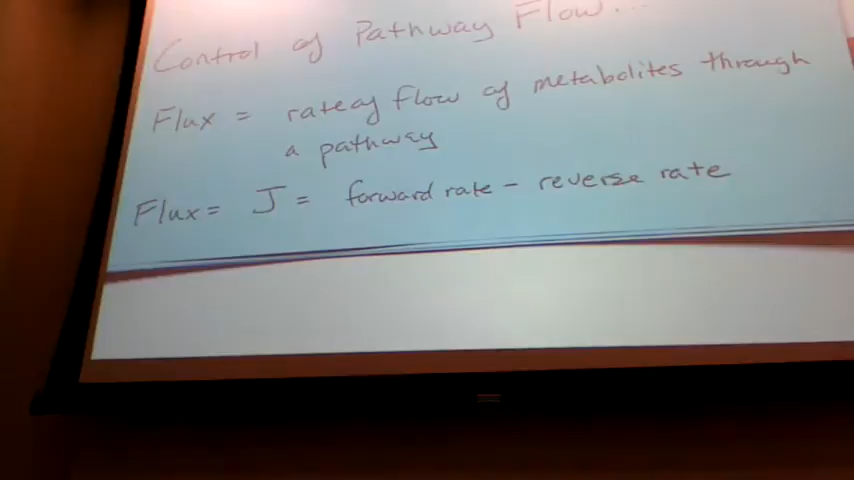 Control of Pathway Flow...
Flux = rate of flow of metabolites through
a pathway
Flux = J = forward rate - reverse rate